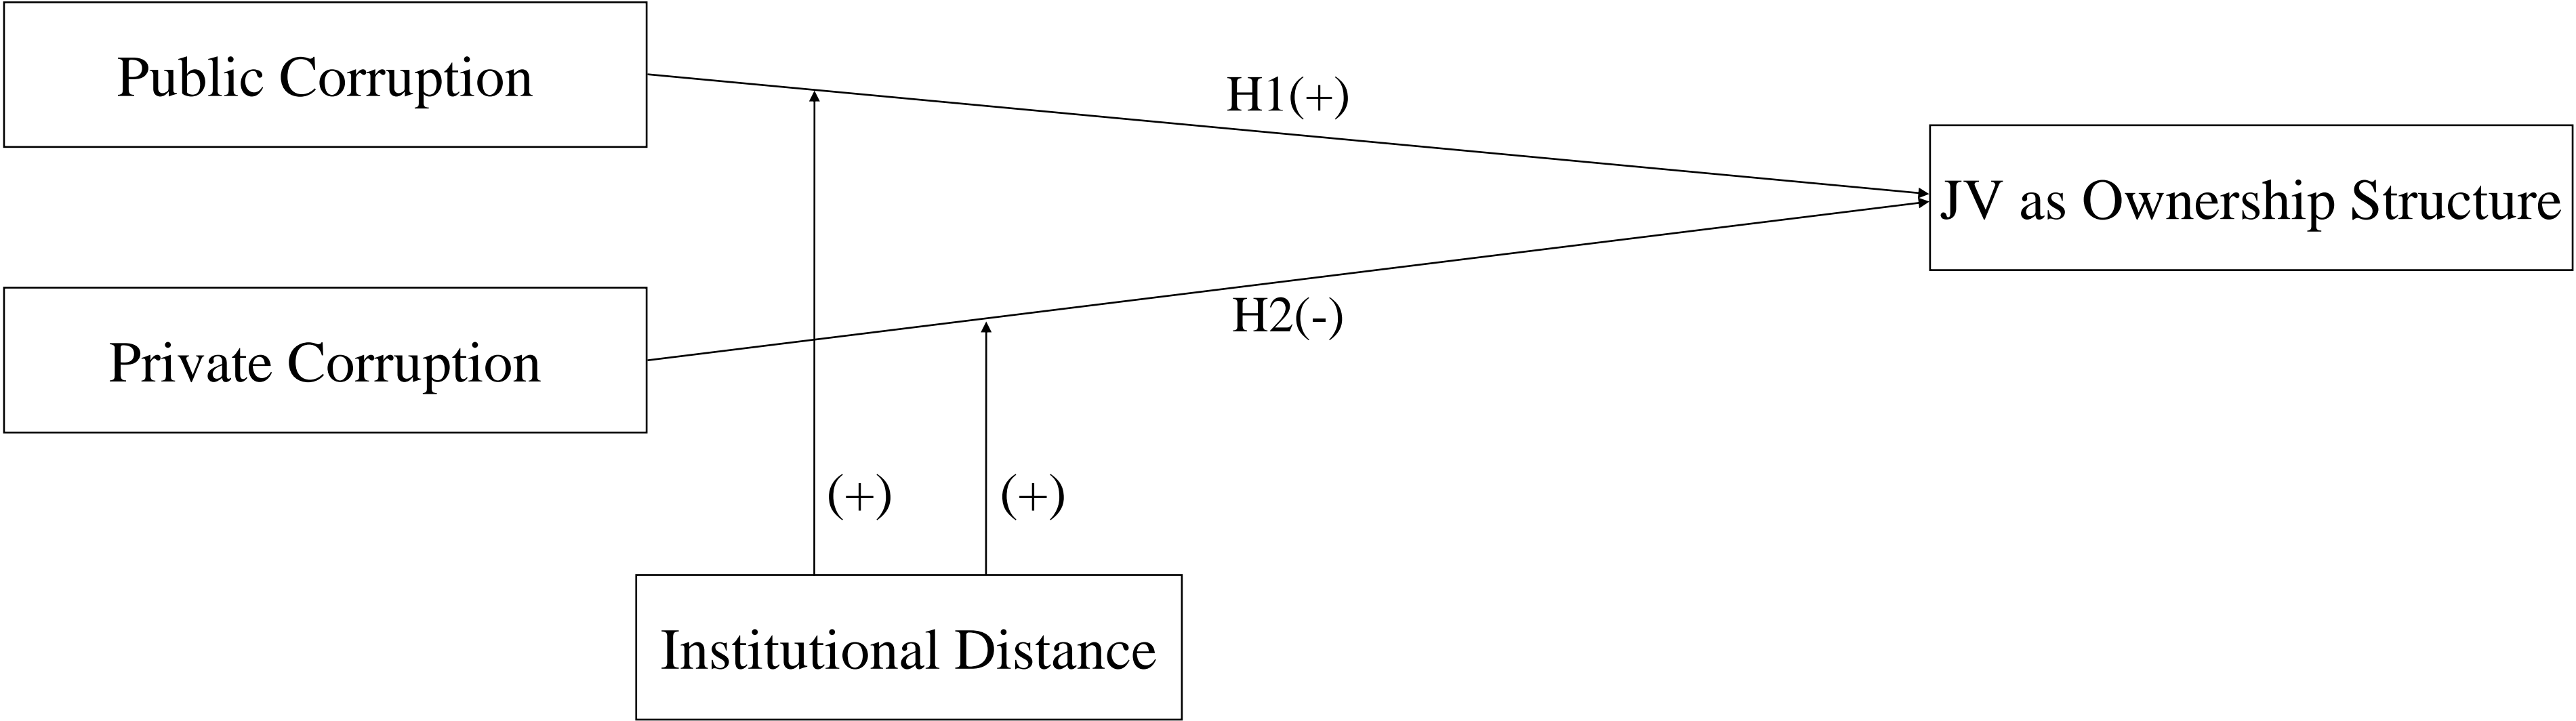 Public Corruption
H1(+)
JV as Ownership Structure
H2(-)
Private Corruption
(+)
(+)
Institutional Distance